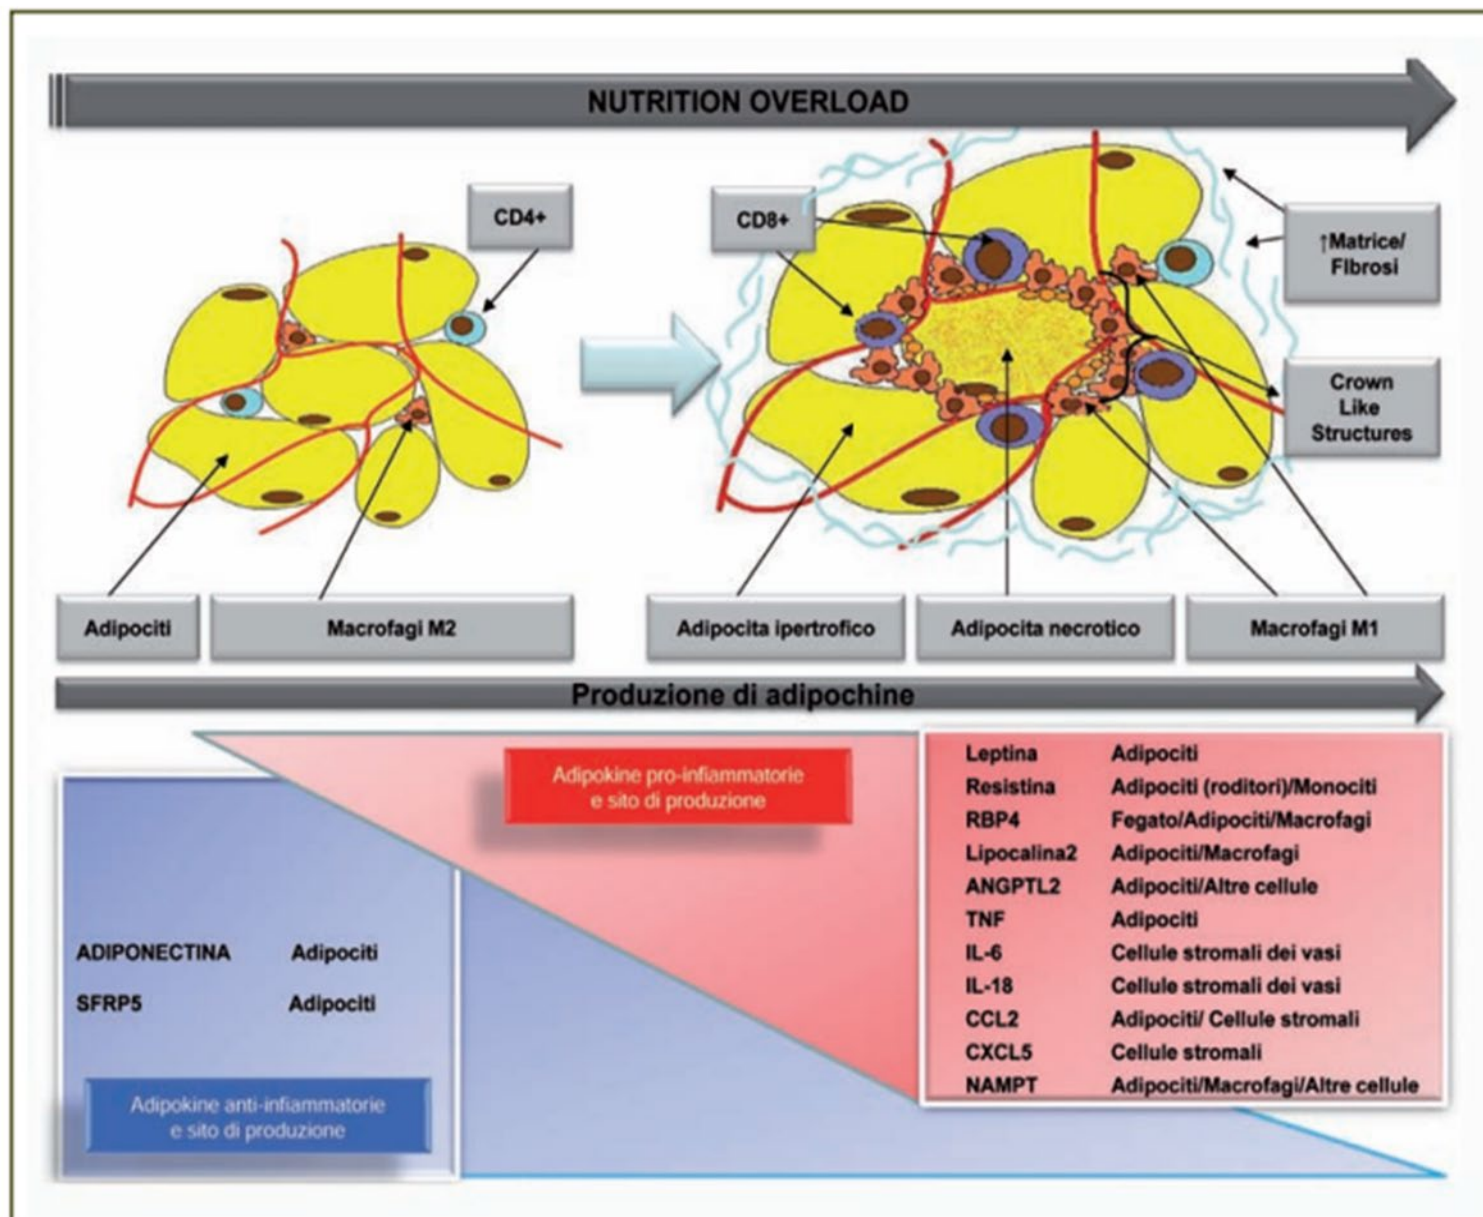 NUTRITION OVERLOAD
CD4+
CD8+
↑Matrice/
FIbrosi
Crown
Like
Structures
Adipociti
Macrofagi M2
Adipocita ipertrofico
Adipocita necrotico
Macrofagi M1
Produzione di adipochine
Adipokine pro-infiammatorie
e sito di produzione
Leptina Adipociti
Resistina Adipociti (roditori)/Monociti
RBP4 Fegato/Adipociti/Macrofagi
Lipocalina2 Adipociti/Macrofagi
ANGPTL2 Adipociti/Altre cellule
TNF Adipociti
IL-6 Cellule stromali dei vasi
IL-18 Cellule stromali dei vasi
CCL2 Adipociti/ Cellule stromali
CXCL5 Cellule stromali
NAMPT Adipociti/Macrofagi/Altre cellule
ADIPONECTINA Adipociti
SFRP5 Adipociti
Adipokine anti-infiammatorie
e sito di produzione